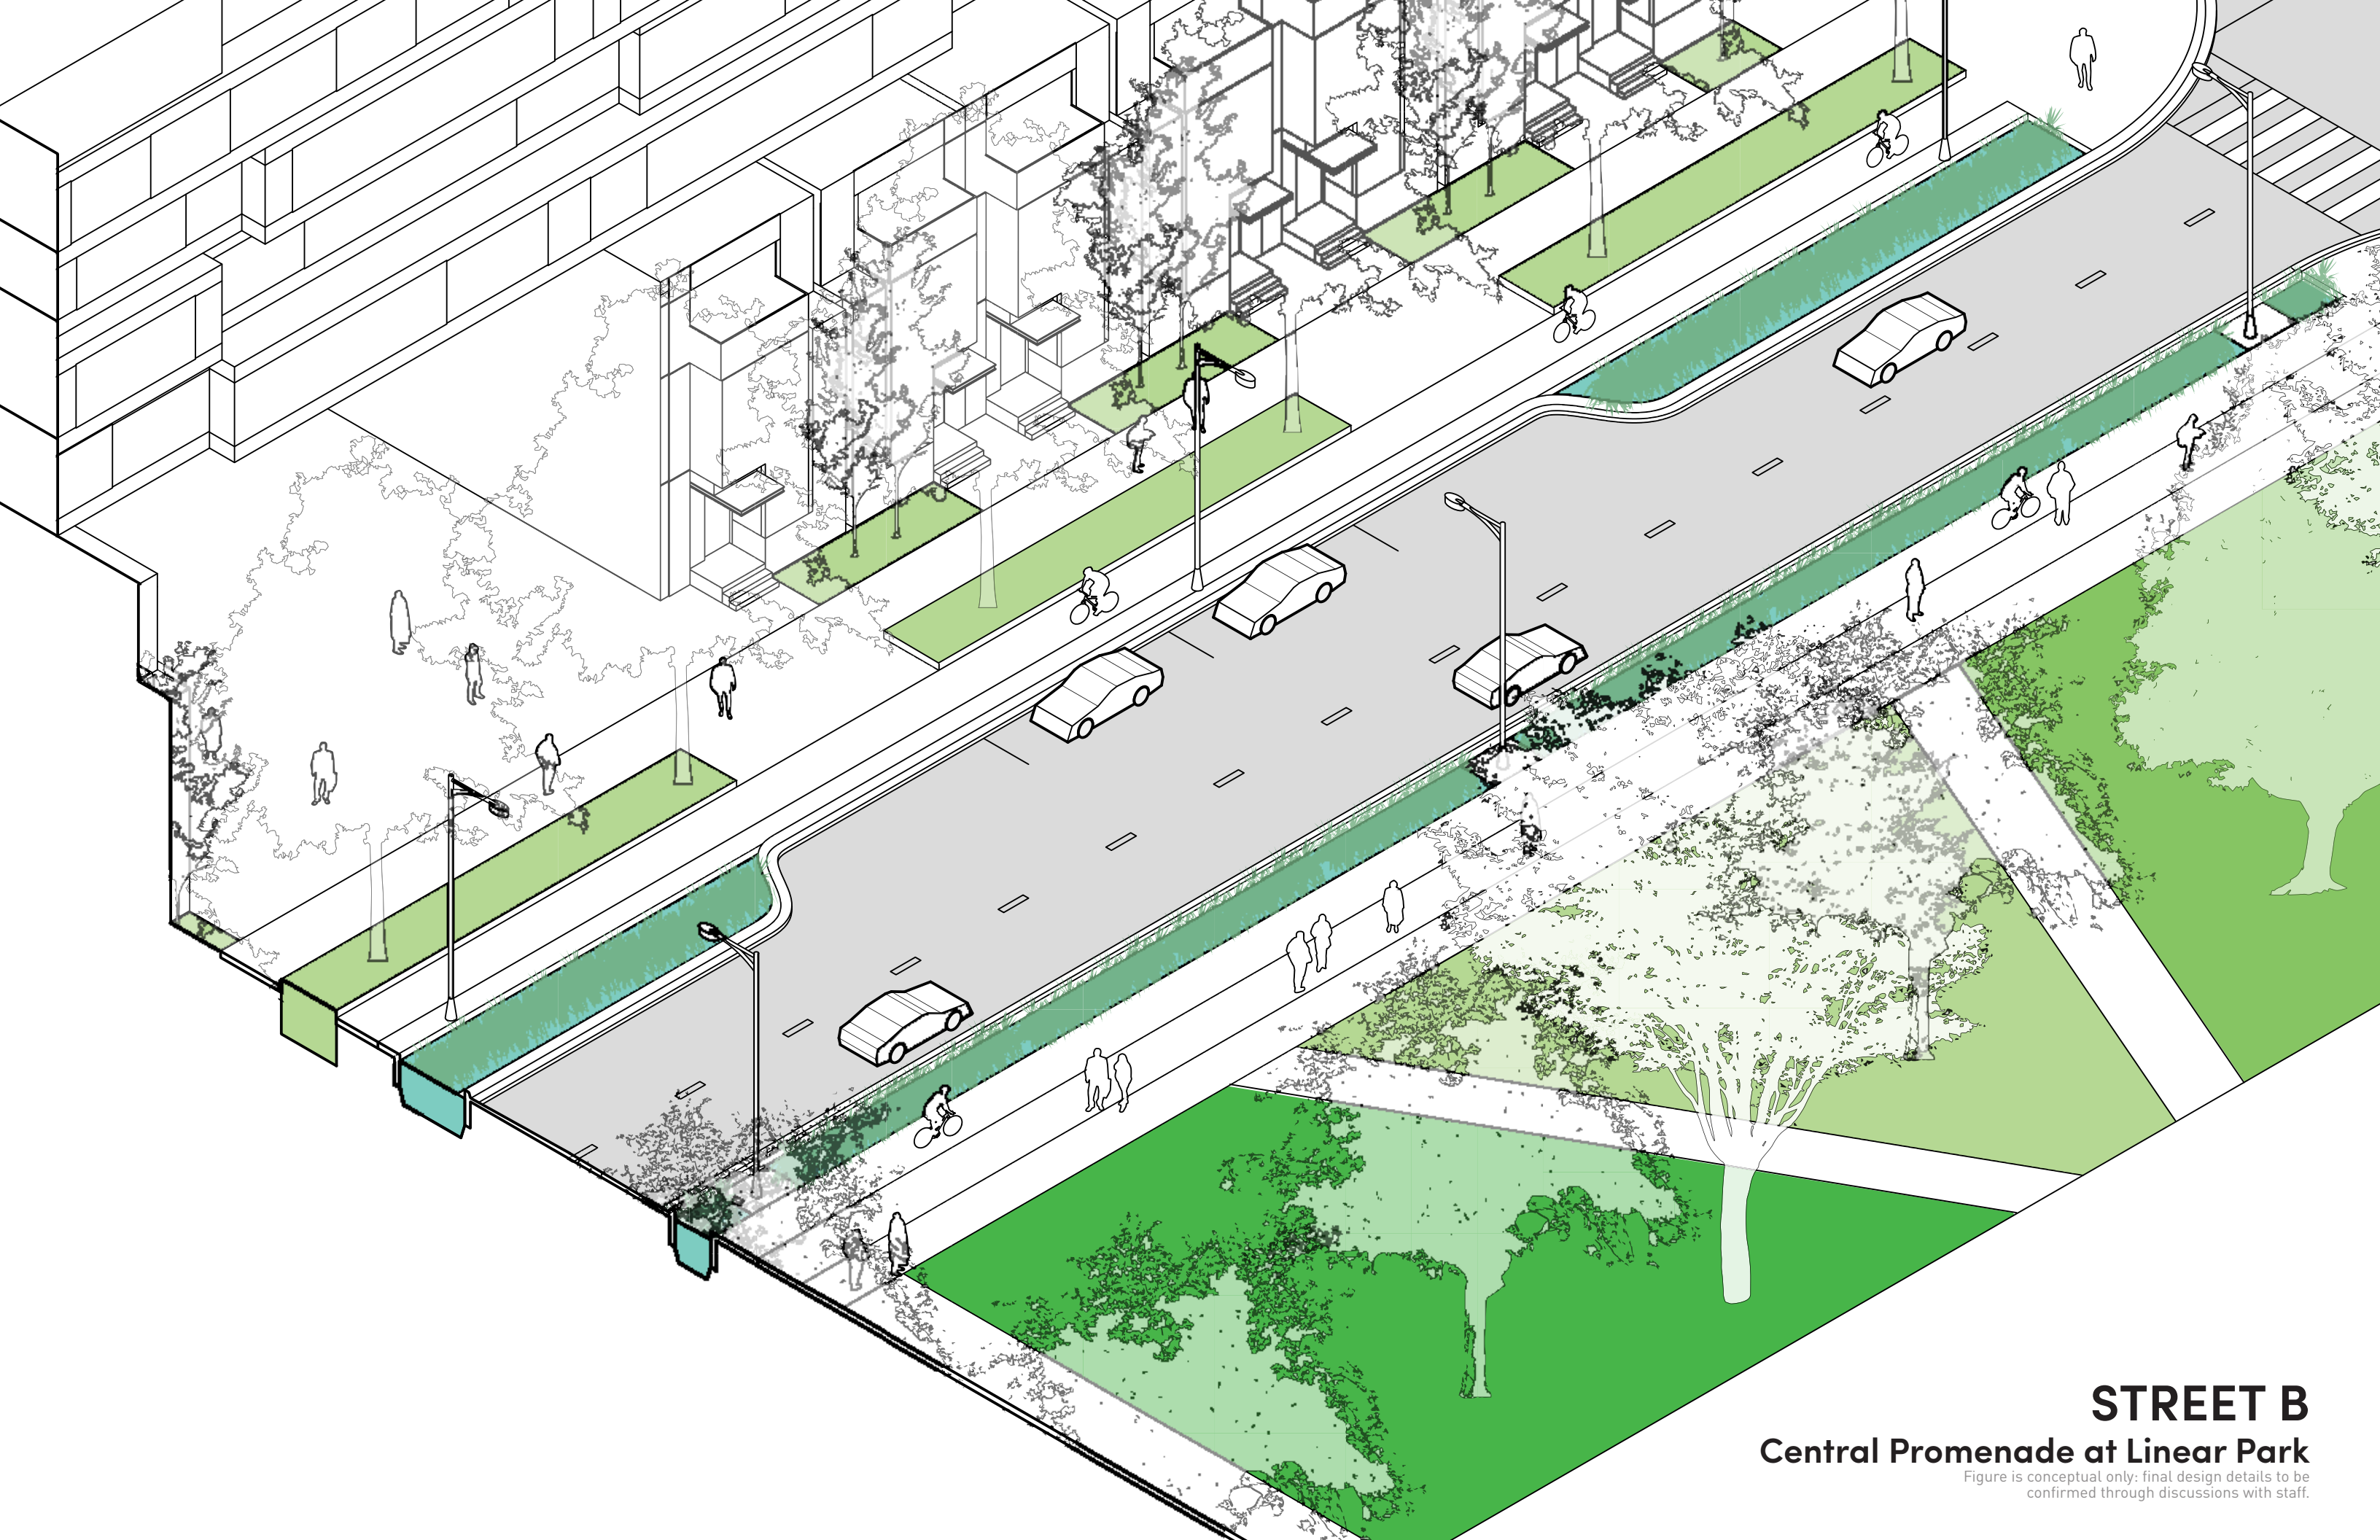 STREET B
Central Promenade at Linear Park
Figure is conceptual only: final design details to be
confirmed through discussions with staff.